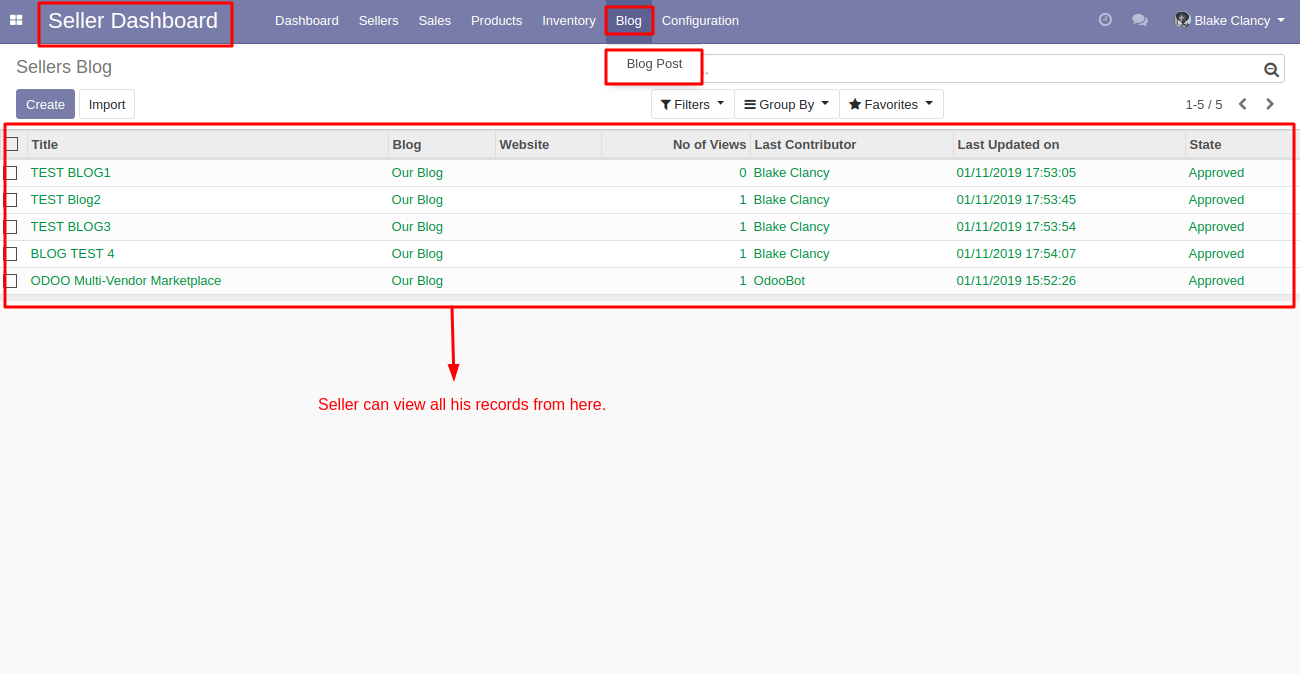 Seller Dashboard Dashboard Sellers Sales Products Inventory Blog Configuration Blake Clancy
Sellers Blog Blog Post
Create Import Filters Group By Favorites 1-5 / 5
Title Blog Website No of Views Last Contributor Last Updated on State
TEST BLOG1 Our Blog 0 Blake Clancy 01/11/2019 17:53:05 Approved
TEST Blog2 Our Blog 1 Blake Clancy 01/11/2019 17:53:45 Approved
TEST BLOG3 Our Blog 1 Blake Clancy 01/11/2019 17:53:54 Approved
BLOG TEST 4 Our Blog 1 Blake Clancy 01/11/2019 17:54:07 Approved
ODOO Multi-Vendor Marketplace Our Blog 1 OdooBot 01/11/2019 15:52:26 Approved
Seller can view all his records from here.